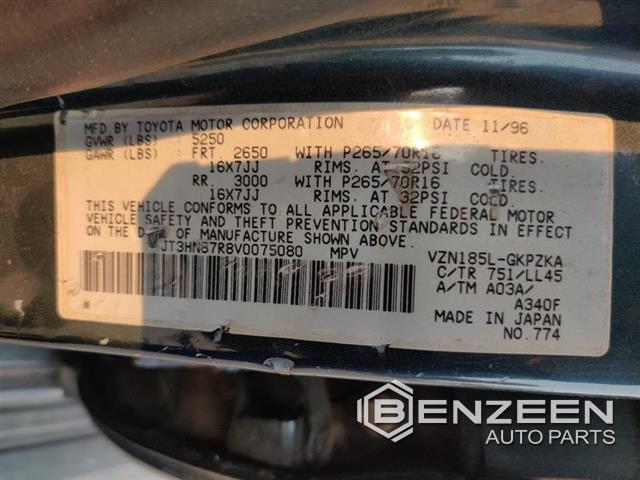 MFD BY TOYOTA MOTOR CORPORATION DATE 11/96
GVWR (LBS) : 5250
GAWR (LBS) : FRT. 2650 WITH P265/70R16 TIRES.
16X7JJ RIMS. AT 32PSI COLD.
RR. 3000 WITH P265/70R16 TIRES.
16X7JJ RIMS. AT 32PSI COLD.
THIS VEHICLE CONFORMS TO ALL APPLICABLE FEDERAL MOTOR
VEHICLE SAFETY AND THEFT PREVENTION STANDARDS IN EFFECT
ON THE DATE OF MANUFACTURE SHOWN ABOVE.
JT3HN87R8V0075080 MPV VZN185L-GKPZKA
C/TR 751/LL45
A/TM A03A/
A340F
MADE IN JAPAN
NO.774
BENZEEN
AUTO PARTS